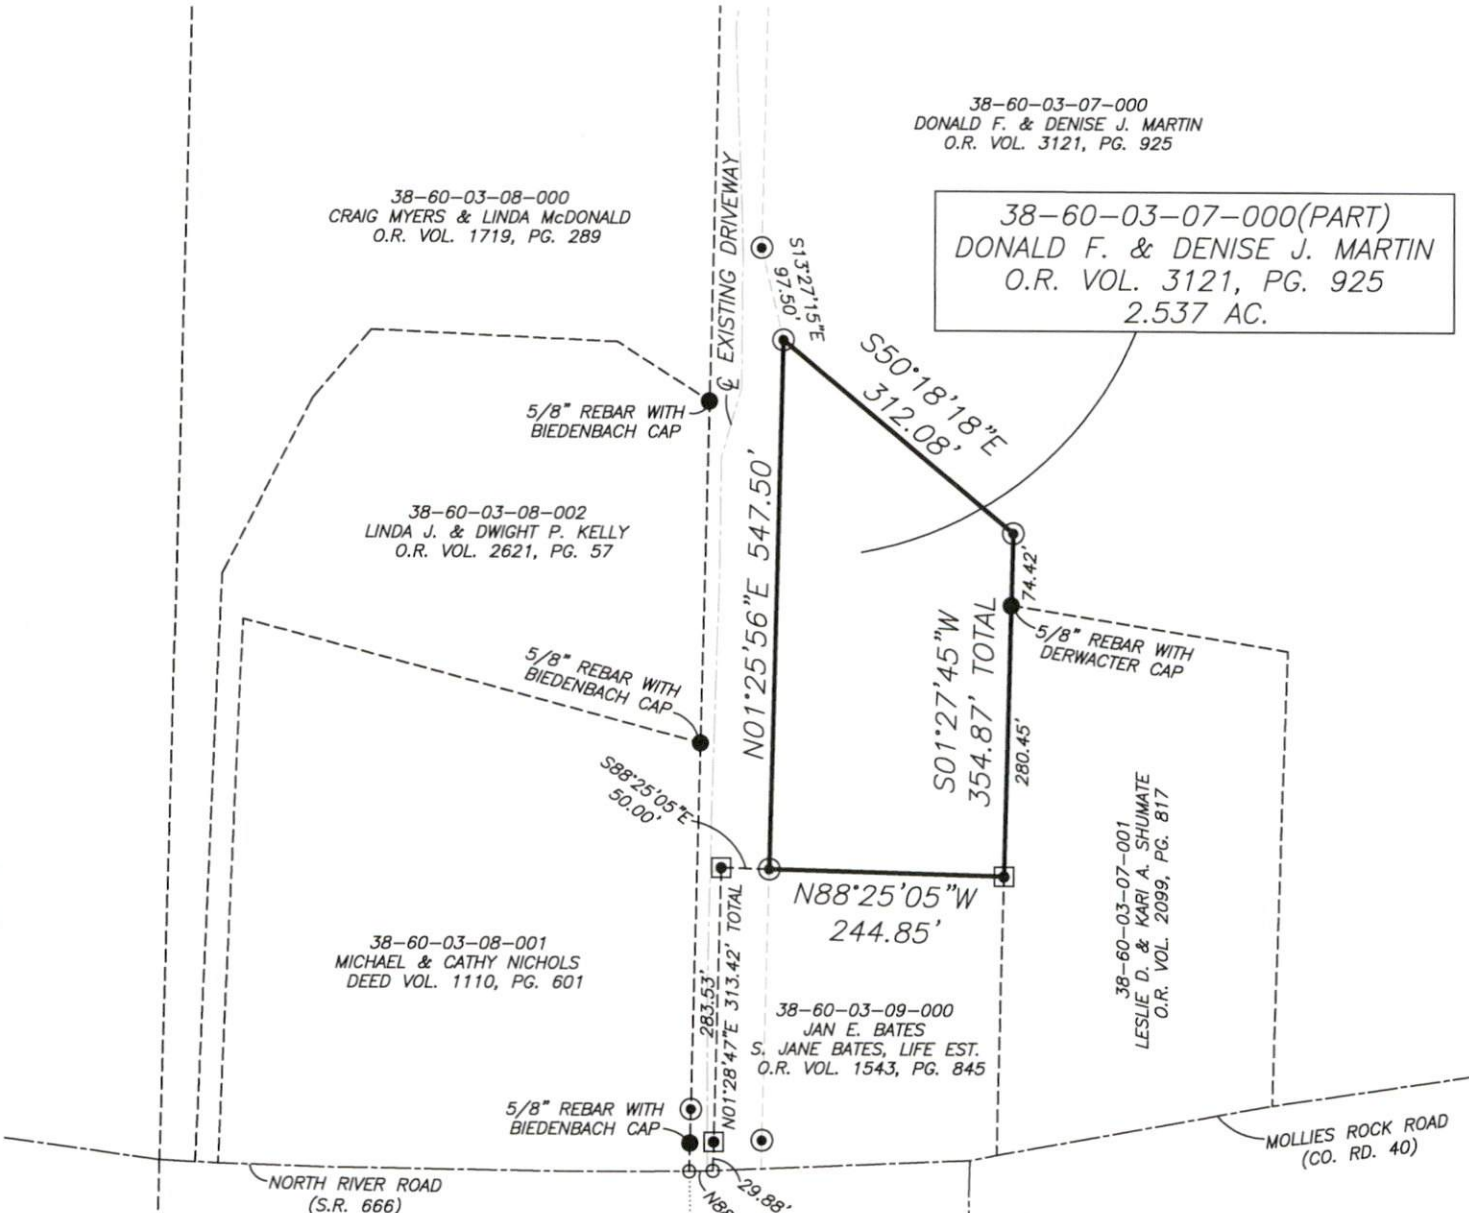 38-60-03-07-000
DONALD F. & DENISE J. MARTIN
O.R. VOL. 3121, PG. 925
38-60-03-07-000(PART)
DONALD F. & DENISE J. MARTIN
O.R. VOL. 3121, PG. 925
2.537 AC.
38-60-03-08-000
CRAIG MYERS & LINDA McDONALD
O.R. VOL. 1719, PG. 289
℄ EXISTING DRIVEWAY
S13°27'15"E
97.50'
S50°18'18"E
312.08'
5/8" REBAR WITH
BIEDENBACH CAP
38-60-03-08-002
LINDA J. & DWIGHT P. KELLY
O.R. VOL. 2621, PG. 57
N01°25'56"E 547.50'
74.42'
S01°27'45"W
354.87' TOTAL
5/8" REBAR WITH
DERWACTER CAP
280.45'
5/8" REBAR WITH
BIEDENBACH CAP
S88°25'05"E
50.00'
N88°25'05"W
244.85'
38-60-03-07-001
LESLIE D. & KARI A. SHUMATE
O.R. VOL. 2099, PG. 817
38-60-03-08-001
MICHAEL & CATHY NICHOLS
DEED VOL. 1110, PG. 601
283.53'
N01°28'47"E 313.42' TOTAL
38-60-03-09-000
JAN E. BATES
S. JANE BATES, LIFE EST.
O.R. VOL. 1543, PG. 845
5/8" REBAR WITH
BIEDENBACH CAP
MOLLIES ROCK ROAD
(CO. RD. 40)
NORTH RIVER ROAD
(S.R. 666)
29.88'